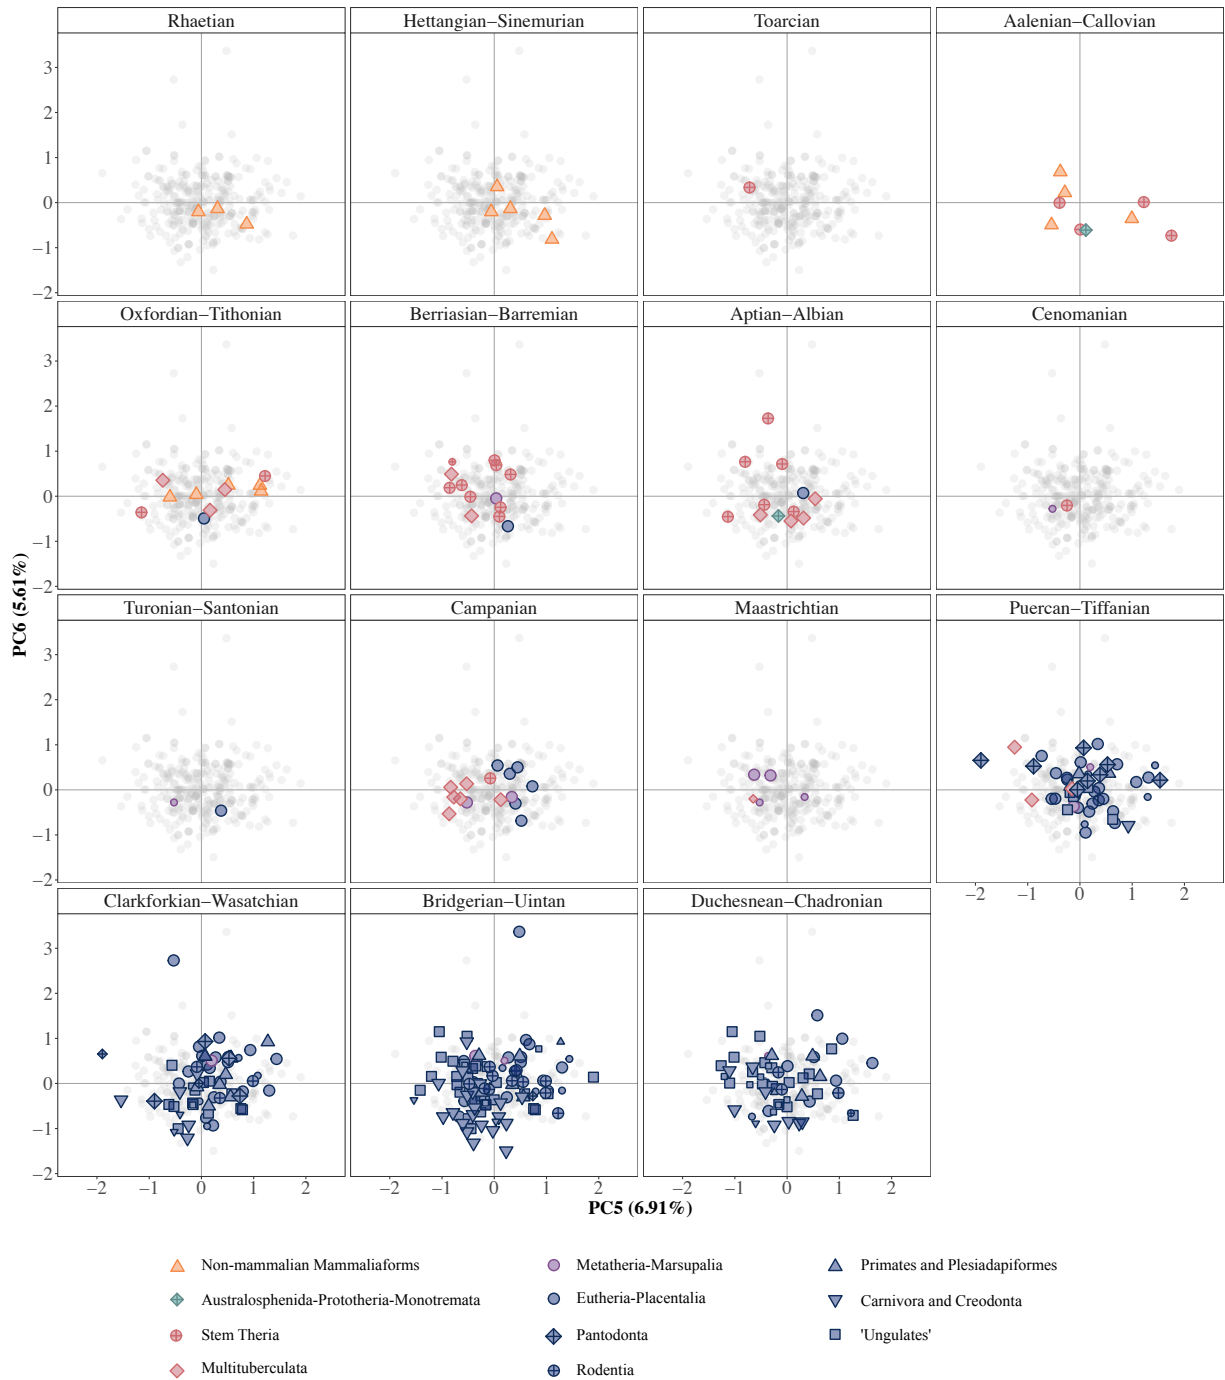 Rhaetian
Hettangian−Sinemurian
Toarcian
Aalenian−Callovian
3
2
1
0
−1
−2
Oxfordian−Tithonian
Berriasian−Barremian
Aptian−Albian
Cenomanian
3
2
1
0
−1
−2
PC6 (5.61%)
Turonian−Santonian
Campanian
Maastrichtian
Puercan−Tiffanian
3
2
1
0
−1
−2
−2 −1 0 1 2
Clarkforkian−Wasatchian
Bridgerian−Uintan
Duchesnean−Chadronian
3
2
1
0
−1
−2
−2 −1 0 1 2
−2 −1 0 1 2
−2 −1 0 1 2
PC5 (6.91%)
Non-mammalian Mammaliaforms
Australosphenida-Prototheria-Monotremata
Stem Theria
Multituberculata
Metatheria-Marsupalia
Eutheria-Placentalia
Pantodonta
Rodentia
Primates and Plesiadapiformes
Carnivora and Creodonta
'Ungulates'